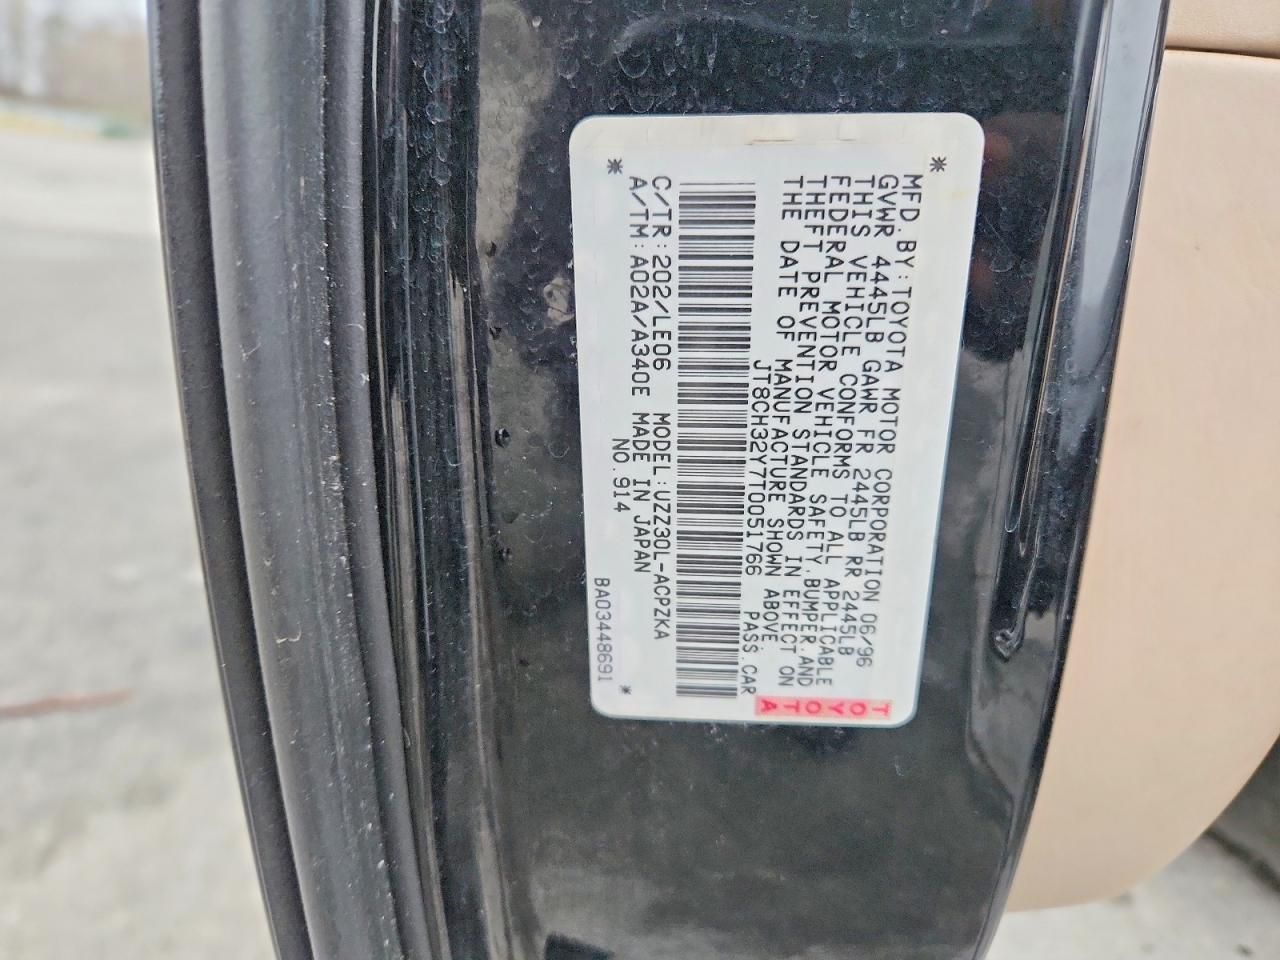 MFD.BY:TOYOTA MOTOR CORPORATION 06/96
GVWR 4445LB GAWR FR 2445LB RR 2445LB
THIS VEHICLE CONFORMS TO ALL APPLICABLE
FEDERAL MOTOR VEHICLE SAFETY,BUMPER,AND
THEFT PREVENTION STANDARDS IN EFFECT ON
THE DATE OF MANUFACTURE SHOWN ABOVE.
JT8CH32Y7T0051766 PASS.CAR
C/TR:202/LE06 MODEL:UZZ30L-ACPZKA
A/TM:A02A/A340E MADE IN JAPAN
NO.914
BA03448691
TOYOTA